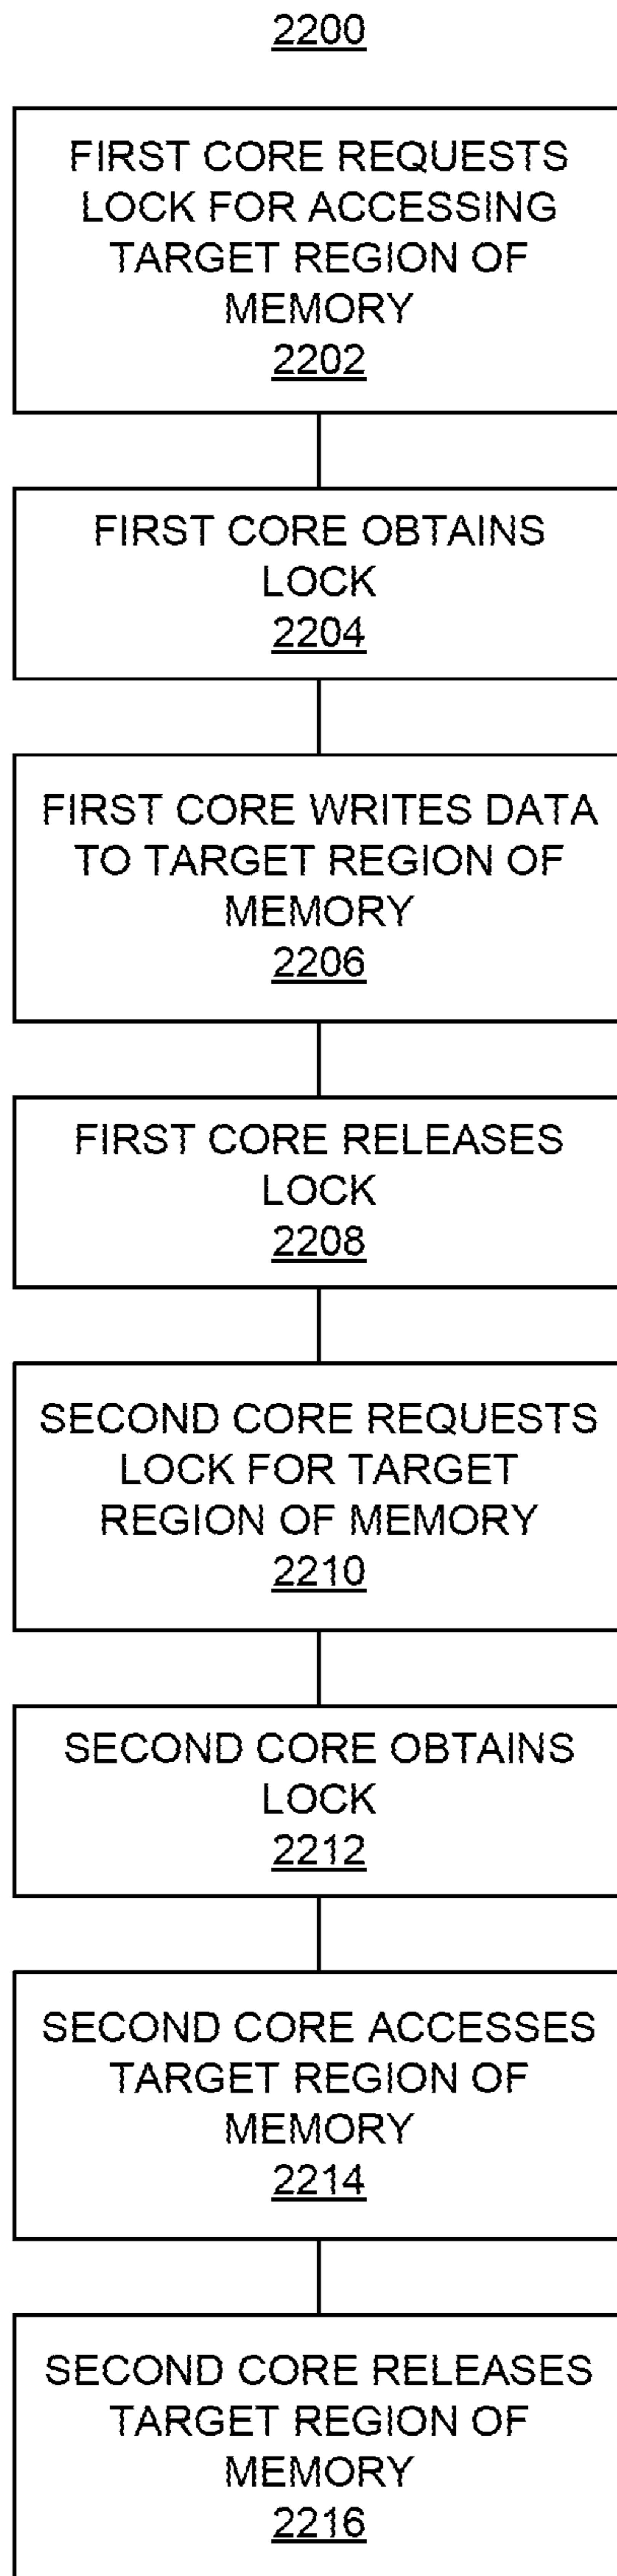 2200
FIRST CORE REQUESTS
LOCK FOR ACCESSING
TARGET REGION OF
MEMORY
2202
FIRST CORE OBTAINS
LOCK
2204
FIRST CORE WRITES DATA
TO TARGET REGION OF
MEMORY
2206
FIRST CORE RELEASES
LOCK
2208
SECOND CORE REQUESTS
LOCK FOR TARGET
REGION OF MEMORY
2210
SECOND CORE OBTAINS
LOCK
2212
SECOND CORE ACCESSES
TARGET REGION OF
MEMORY
2214
SECOND CORE RELEASES
TARGET REGION OF
MEMORY
2216